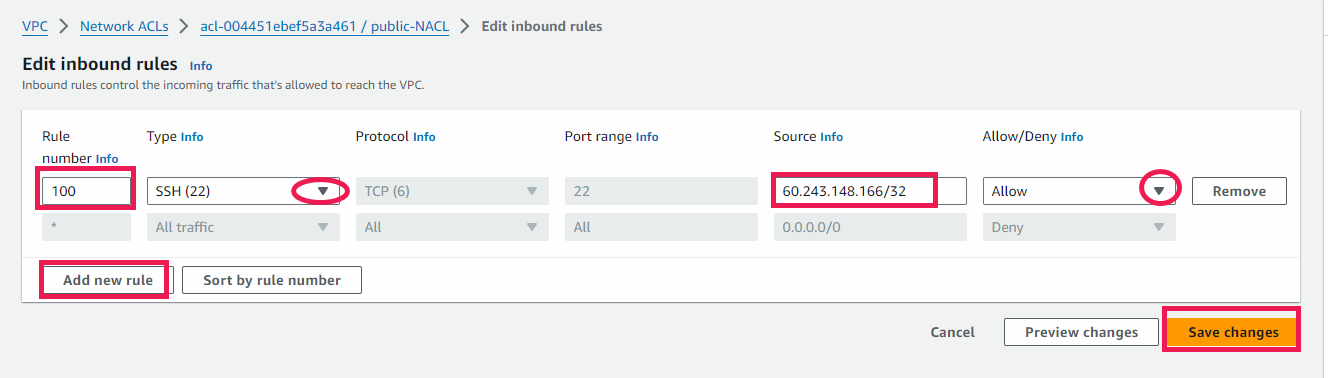 VPC > Network ACLs > acl-004451ebef5a3a461 / public-NACL > Edit inbound rules
Edit inbound rules Info
Inbound rules control the incoming traffic that's allowed to reach the VPC.
Rule number Info Type Info Protocol Info Port range Info Source Info Allow/Deny Info
100 SSH (22) TCP (6) 22 60.243.148.166/32 Allow Remove
* All traffic All All 0.0.0.0/0 Deny
Add new rule Sort by rule number
Cancel Preview changes Save changes